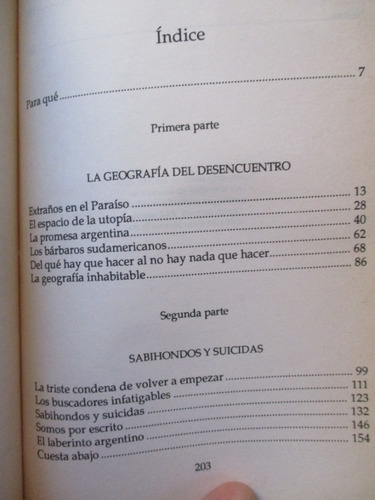 Índice
Para qué 7
Primera parte
LA GEOGRAFÍA DEL DESENCUENTRO
Extraños en el Paraíso 13
El espacio de la utopía 28
La promesa argentina 40
Los bárbaros sudamericanos 62
Del qué hay que hacer al no hay nada que hacer 68
La geografía inhabitable 86
Segunda parte
SABIHONDOS Y SUICIDAS
La triste condena de volver a empezar 99
Los buscadores infatigables 111
Sabihondos y suicidas 123
Somos por escrito 132
El laberinto argentino 146
Cuesta abajo 154
203